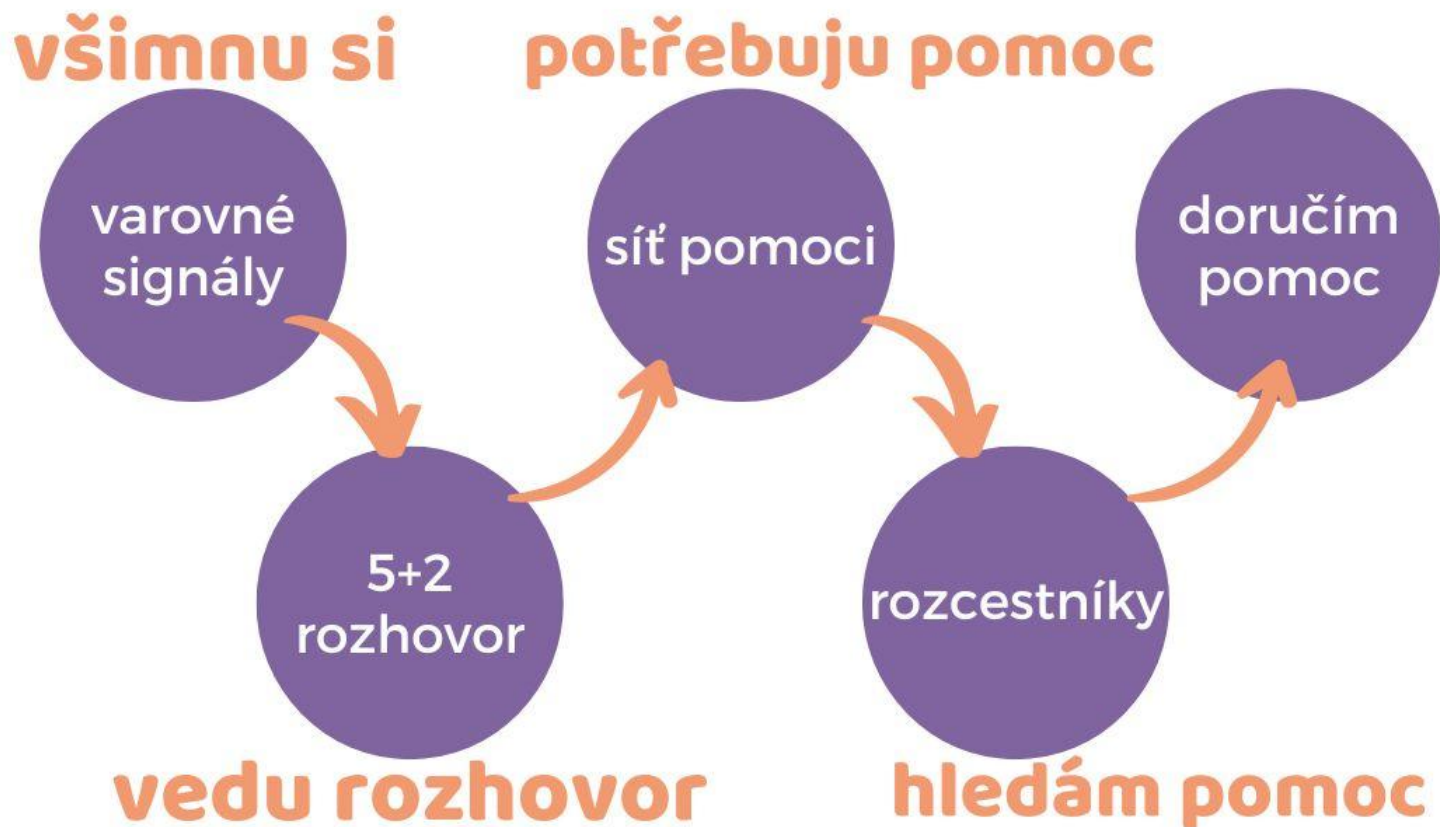 všimnu si
varovné
signály
5+2
rozhovor
vedu rozhovor
potřebuju pomoc
síť pomoci
rozcestníky
hledám pomoc
doručím
pomoc